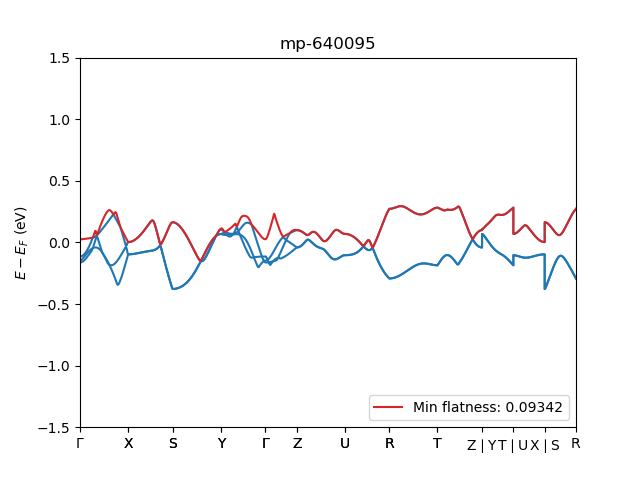 mp-640095
E − E_F (eV)
1.5
1.0
0.5
0.0
−0.5
−1.0
−1.5
Min flatness: 0.09342
Γ X S Y Γ Z U R T Z | Y T | U X | S R